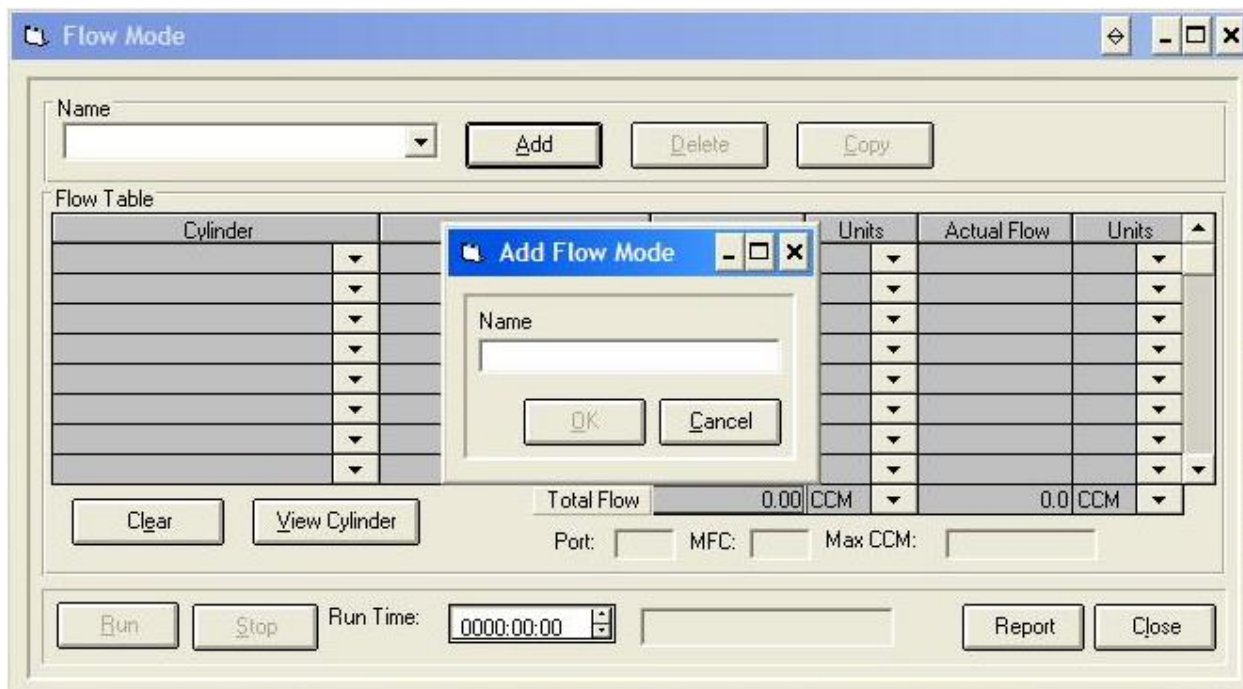 Flow Mode
Name
Add Delete Copy
Flow Table
Cylinder Units Actual Flow Units
Add Flow Mode
Name
OK Cancel
Total Flow 0.00 CCM 0.0 CCM
Clear View Cylinder
Port: MFC: Max CCM:
Run Stop Run Time: 0000:00:00 Report Close